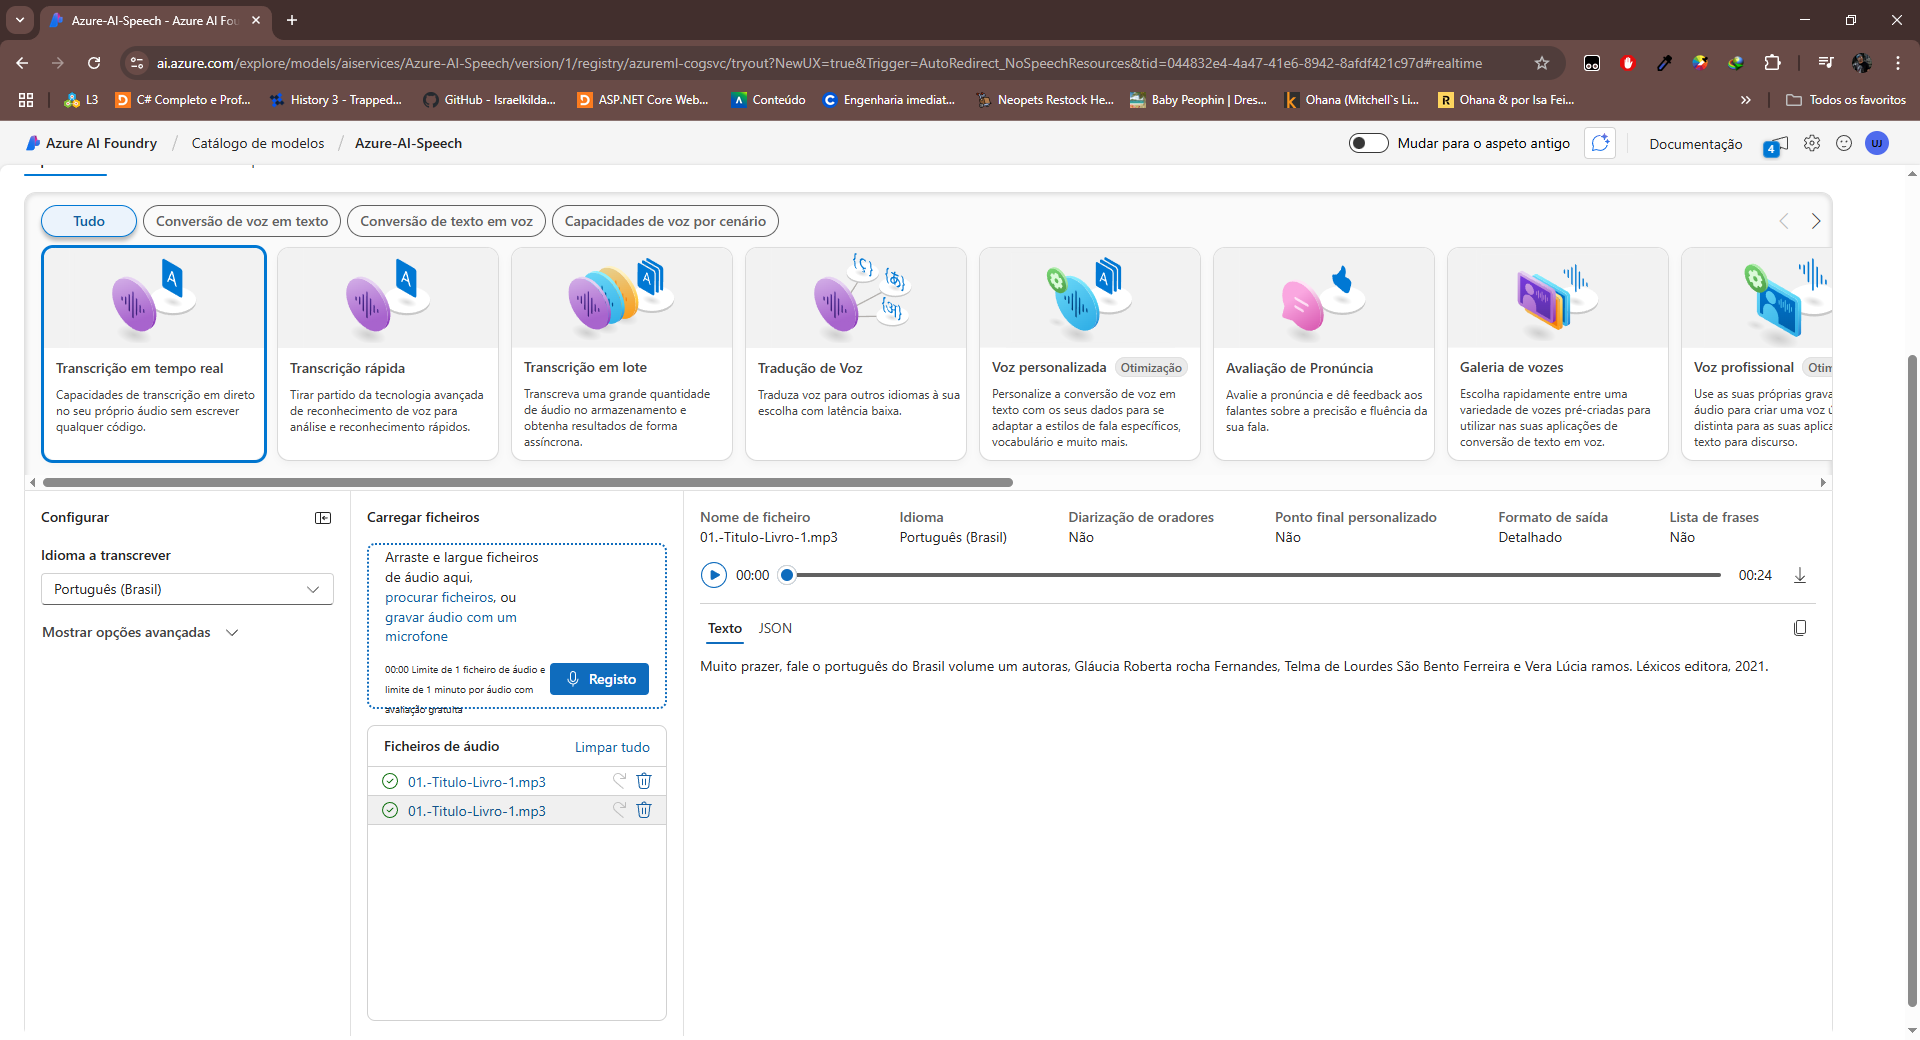 Azure-AI-Speech - Azure AI Fou
ai.azure.com/explore/models/aiservices/Azure-AI-Speech/version/1/registry/azureml-cogsvc/tryout?NewUX=true&Trigger=AutoRedirect_NoSpeechResources&tid=044832e4-4a47-41e6-8942-8afdf421c97d#realtime
L3
C# Completo e Prof...
History 3 - Trapped...
GitHub - Israelkilda...
ASP.NET Core Web...
Conteúdo
Engenharia imediat...
Neopets Restock He...
Baby Peophin | Dres...
Ohana (Mitchell`s Li...
Ohana & por Isa Fei...
Todos os favoritos
Azure AI Foundry / Catálogo de modelos / Azure-AI-Speech
Mudar para o aspeto antigo
Documentação
4
UJ
Tudo
Conversão de voz em texto
Conversão de texto em voz
Capacidades de voz por cenário
Transcrição em tempo real
Capacidades de transcrição em direto
no seu próprio áudio sem escrever
qualquer código.
Transcrição rápida
Tirar partido da tecnologia avançada
de reconhecimento de voz para
análise e reconhecimento rápidos.
Transcrição em lote
Transcreva uma grande quantidade
de áudio no armazenamento e
obtenha resultados de forma
assíncrona.
Tradução de Voz
Traduza voz para outros idiomas à sua
escolha com latência baixa.
Voz personalizada Otimização
Personalize a conversão de voz em
texto com os seus dados para se
adaptar a estilos de fala específicos,
vocabulário e muito mais.
Avaliação de Pronúncia
Avalie a pronúncia e dê feedback aos
falantes sobre a precisão e fluência da
sua fala.
Galeria de vozes
Escolha rapidamente entre uma
variedade de vozes pré-criadas para
utilizar nas suas aplicações de
conversão de texto em voz.
Voz profissional Otim
Use as suas próprias grava
áudio para criar uma voz ú
distinta para as suas aplica
texto para discurso.
Configurar
Idioma a transcrever
Português (Brasil)
Mostrar opções avançadas
Carregar ficheiros
Arraste e largue ficheiros
de áudio aqui,
procurar ficheiros, ou
gravar áudio com um
microfone
00:00 Limite de 1 ficheiro de áudio e
limite de 1 minuto por áudio com
avaliação gratuita
Registo
Ficheiros de áudio
Limpar tudo
01.-Titulo-Livro-1.mp3
01.-Titulo-Livro-1.mp3
Nome de ficheiro
01.-Titulo-Livro-1.mp3
Idioma
Português (Brasil)
Diarização de oradores
Não
Ponto final personalizado
Não
Formato de saída
Detalhado
Lista de frases
Não
00:00
00:24
Texto
JSON
Muito prazer, fale o português do Brasil volume um autoras, Gláucia Roberta rocha Fernandes, Telma de Lourdes São Bento Ferreira e Vera Lúcia ramos. Léxicos editora, 2021.